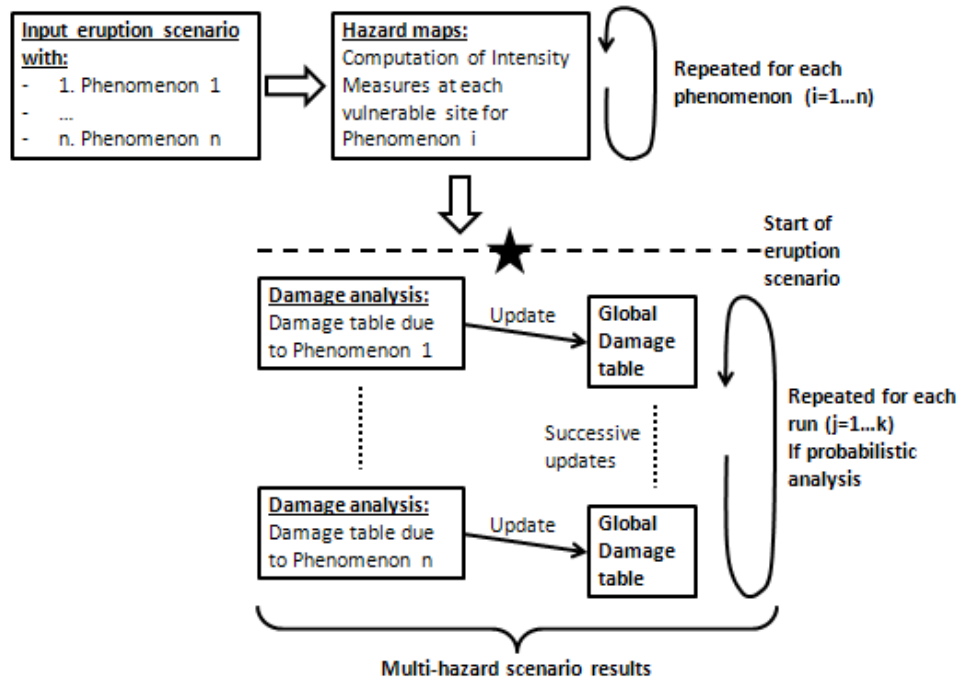 Input eruption scenario
with:
- 1. Phenomenon 1
- ...
- n. Phenomenon n
Hazard maps:
Computation of Intensity
Measures at each
vulnerable site for
Phenomenon i
Repeated for each
phenomenon (i=1...n)
Start of
eruption
scenario
Damage analysis:
Damage table due
to Phenomenon 1
Update
Global
Damage
table
Successive
updates
Repeated for each
run (j=1...k)
If probabilistic
analysis
Damage analysis:
Damage table due
to Phenomenon n
Update
Global
Damage
table
Multi-hazard scenario results